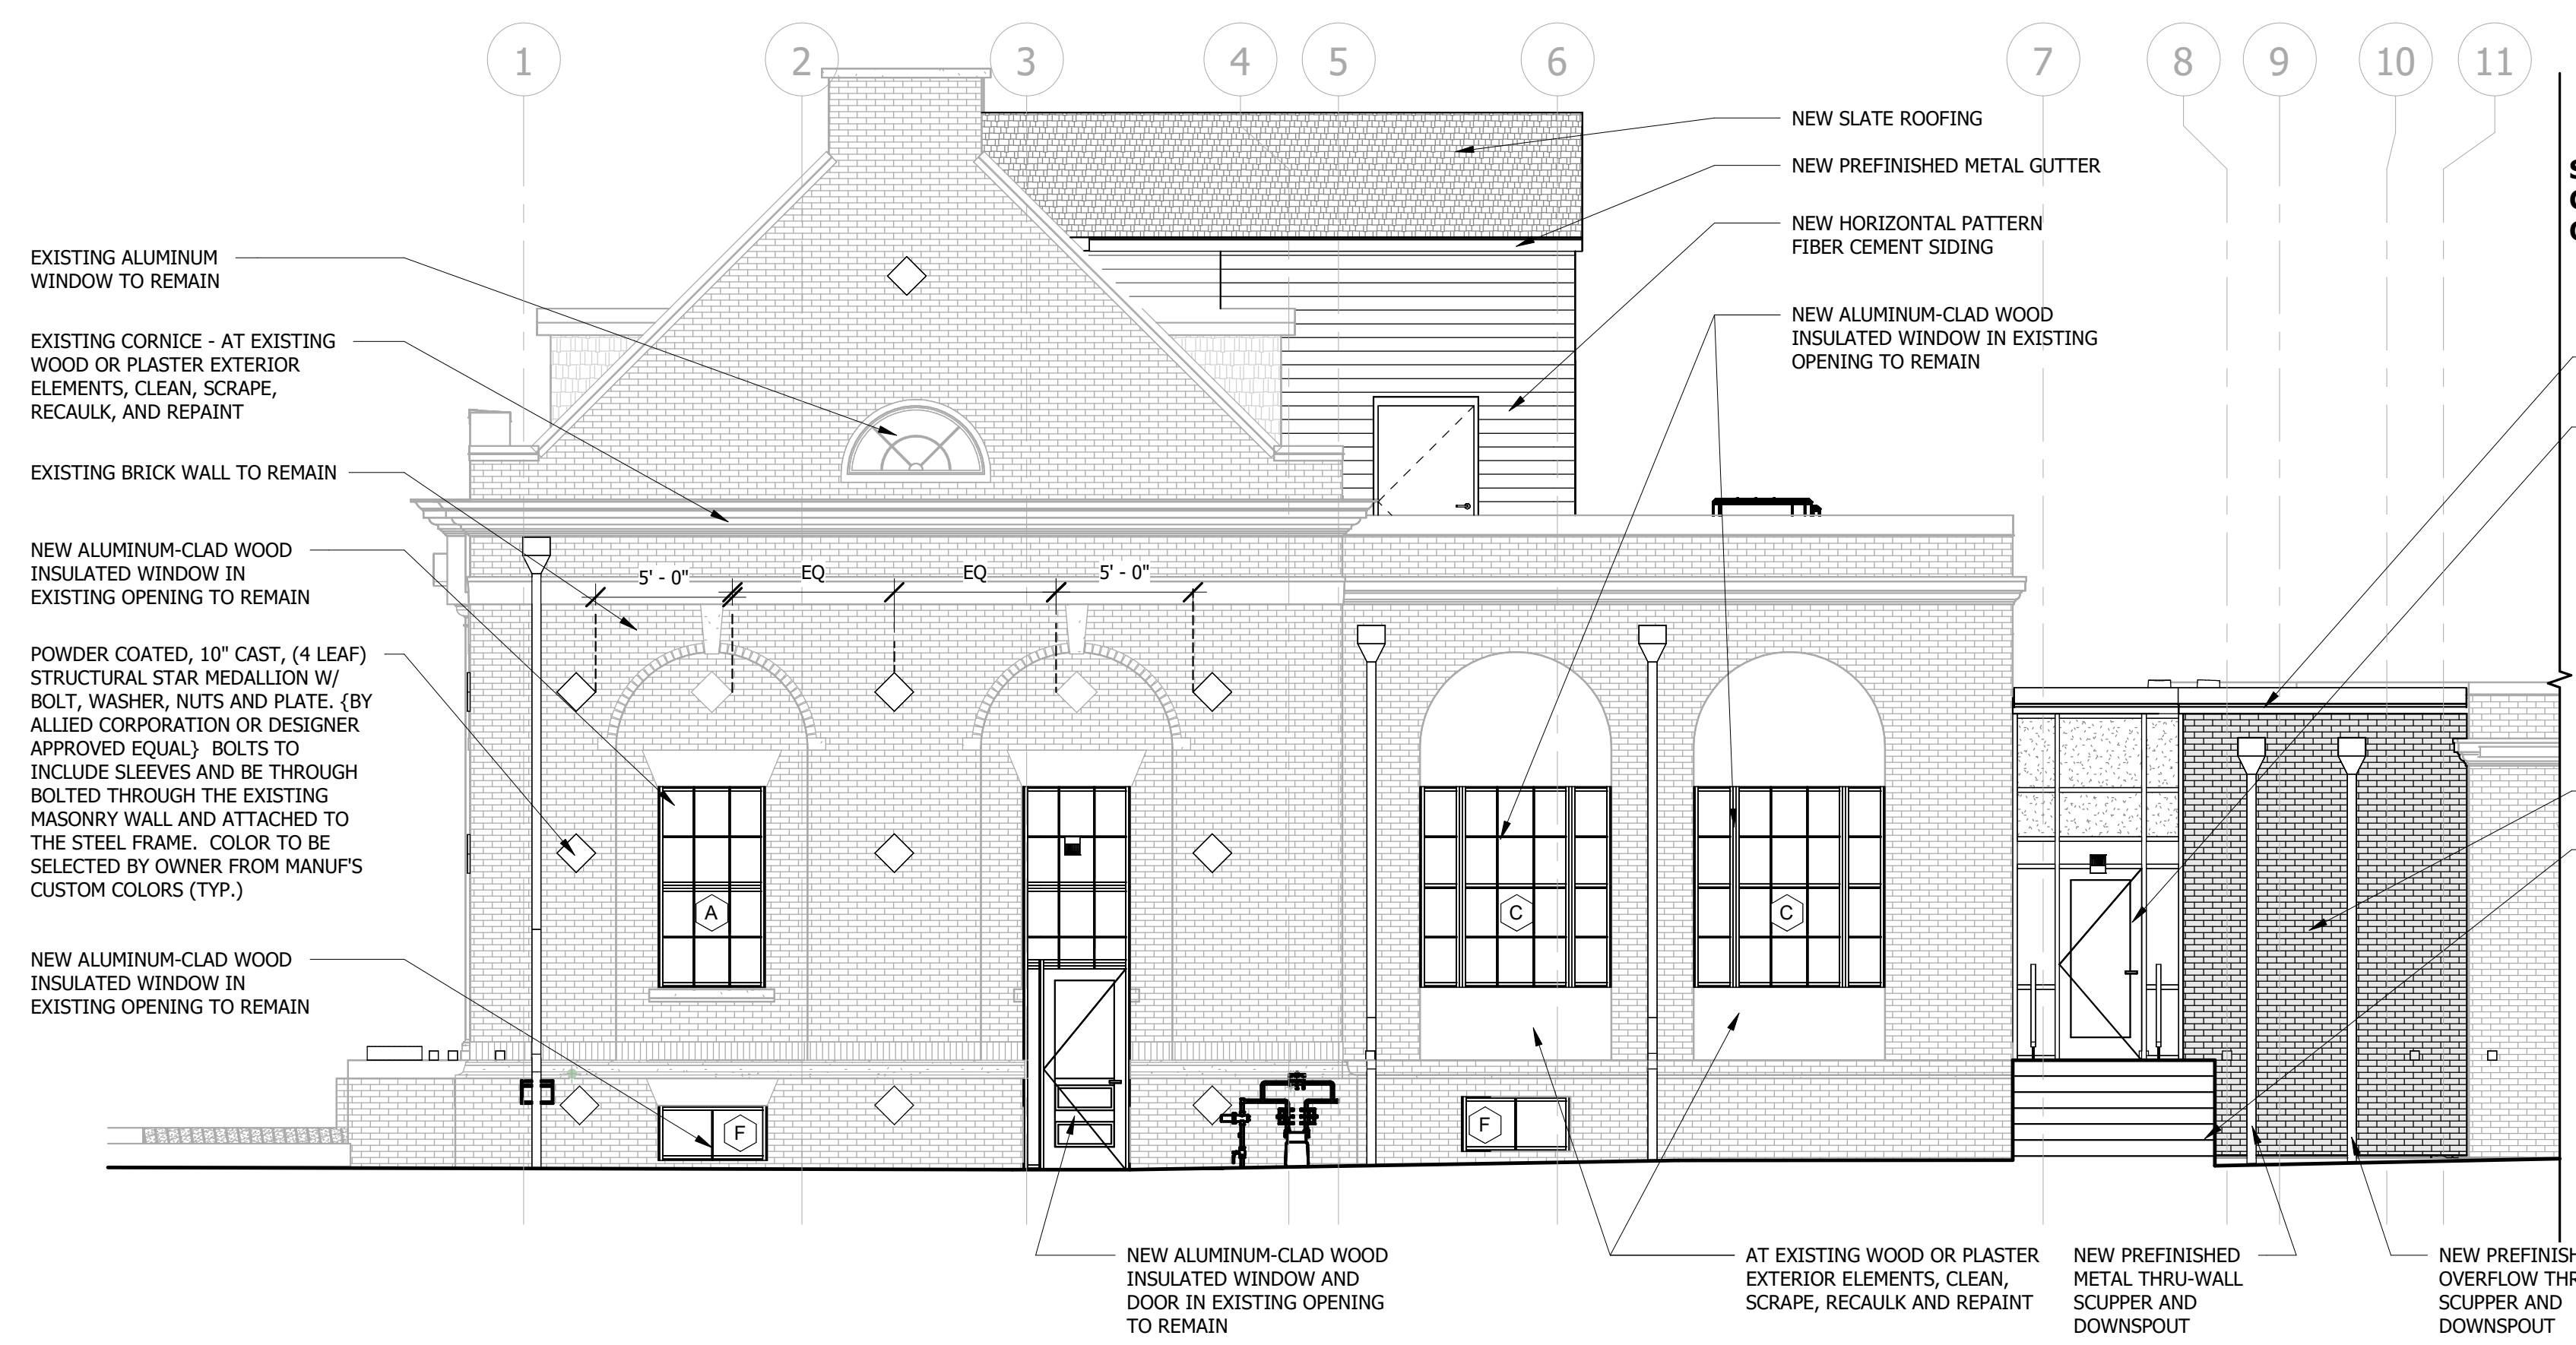 1
2
3
4
5
6
7
8
9
10
11
NEW SLATE ROOFING
NEW PREFINISHED METAL GUTTER
NEW HORIZONTAL PATTERN
FIBER CEMENT SIDING
NEW ALUMINUM-CLAD WOOD
INSULATED WINDOW IN EXISTING
OPENING TO REMAIN
EXISTING ALUMINUM
WINDOW TO REMAIN
EXISTING CORNICE - AT EXISTING
WOOD OR PLASTER EXTERIOR
ELEMENTS, CLEAN, SCRAPE,
RECAULK, AND REPAINT
EXISTING BRICK WALL TO REMAIN
NEW ALUMINUM-CLAD WOOD
INSULATED WINDOW IN
EXISTING OPENING TO REMAIN
POWDER COATED, 10" CAST, (4 LEAF)
STRUCTURAL STAR MEDALLION W/
BOLT, WASHER, NUTS AND PLATE. {BY
ALLIED CORPORATION OR DESIGNER
APPROVED EQUAL} BOLTS TO
INCLUDE SLEEVES AND BE THROUGH
BOLTED THROUGH THE EXISTING
MASONRY WALL AND ATTACHED TO
THE STEEL FRAME. COLOR TO BE
SELECTED BY OWNER FROM MANUF'S
CUSTOM COLORS (TYP.)
NEW ALUMINUM-CLAD WOOD
INSULATED WINDOW IN
EXISTING OPENING TO REMAIN
5' - 0"
EQ
EQ
5' - 0"
A
C
C
F
F
NEW ALUMINUM-CLAD WOOD
INSULATED WINDOW AND
DOOR IN EXISTING OPENING
TO REMAIN
AT EXISTING WOOD OR PLASTER
EXTERIOR ELEMENTS, CLEAN,
SCRAPE, RECAULK AND REPAINT
NEW PREFINISHED
METAL THRU-WALL
SCUPPER AND
DOWNSPOUT
NEW
OVERFLOW
SCUPPER AND
DOWNSPOUT